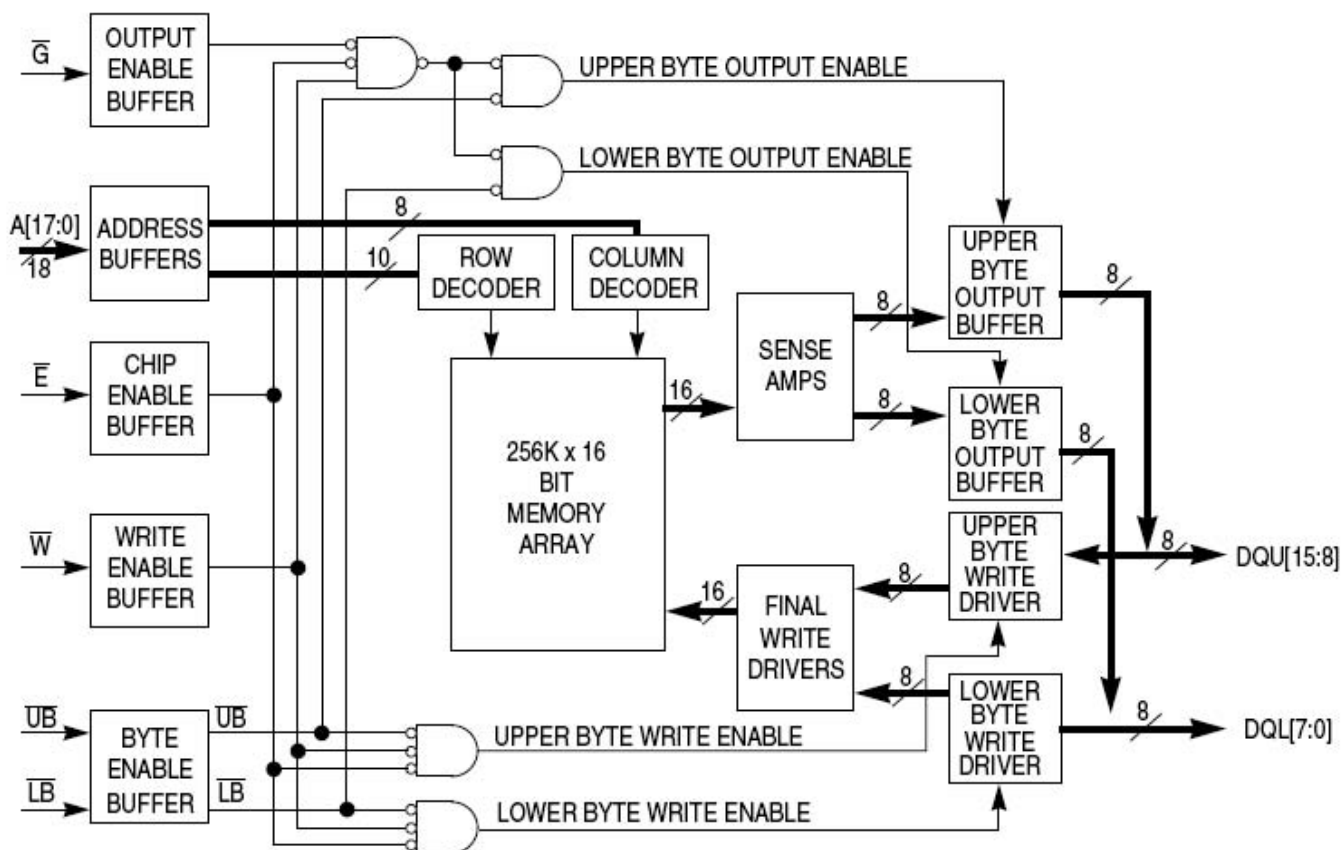 G̅
OUTPUT
ENABLE
BUFFER
UPPER BYTE OUTPUT ENABLE
LOWER BYTE OUTPUT ENABLE
A[17:0]
18
ADDRESS
BUFFERS
8
10
ROW
DECODER
COLUMN
DECODER
UPPER
BYTE
OUTPUT
BUFFER
8
E̅
CHIP
ENABLE
BUFFER
256K x 16
BIT
MEMORY
ARRAY
16
SENSE
AMPS
8
8
LOWER
BYTE
OUTPUT
BUFFER
8
W̅
WRITE
ENABLE
BUFFER
16
FINAL
WRITE
DRIVERS
8
8
UPPER
BYTE
WRITE
DRIVER
8
DQU[15:8]
U̅B̅
L̅B̅
BYTE
ENABLE
BUFFER
U̅B̅
L̅B̅
UPPER BYTE WRITE ENABLE
LOWER BYTE WRITE ENABLE
LOWER
BYTE
WRITE
DRIVER
8
DQL[7:0]